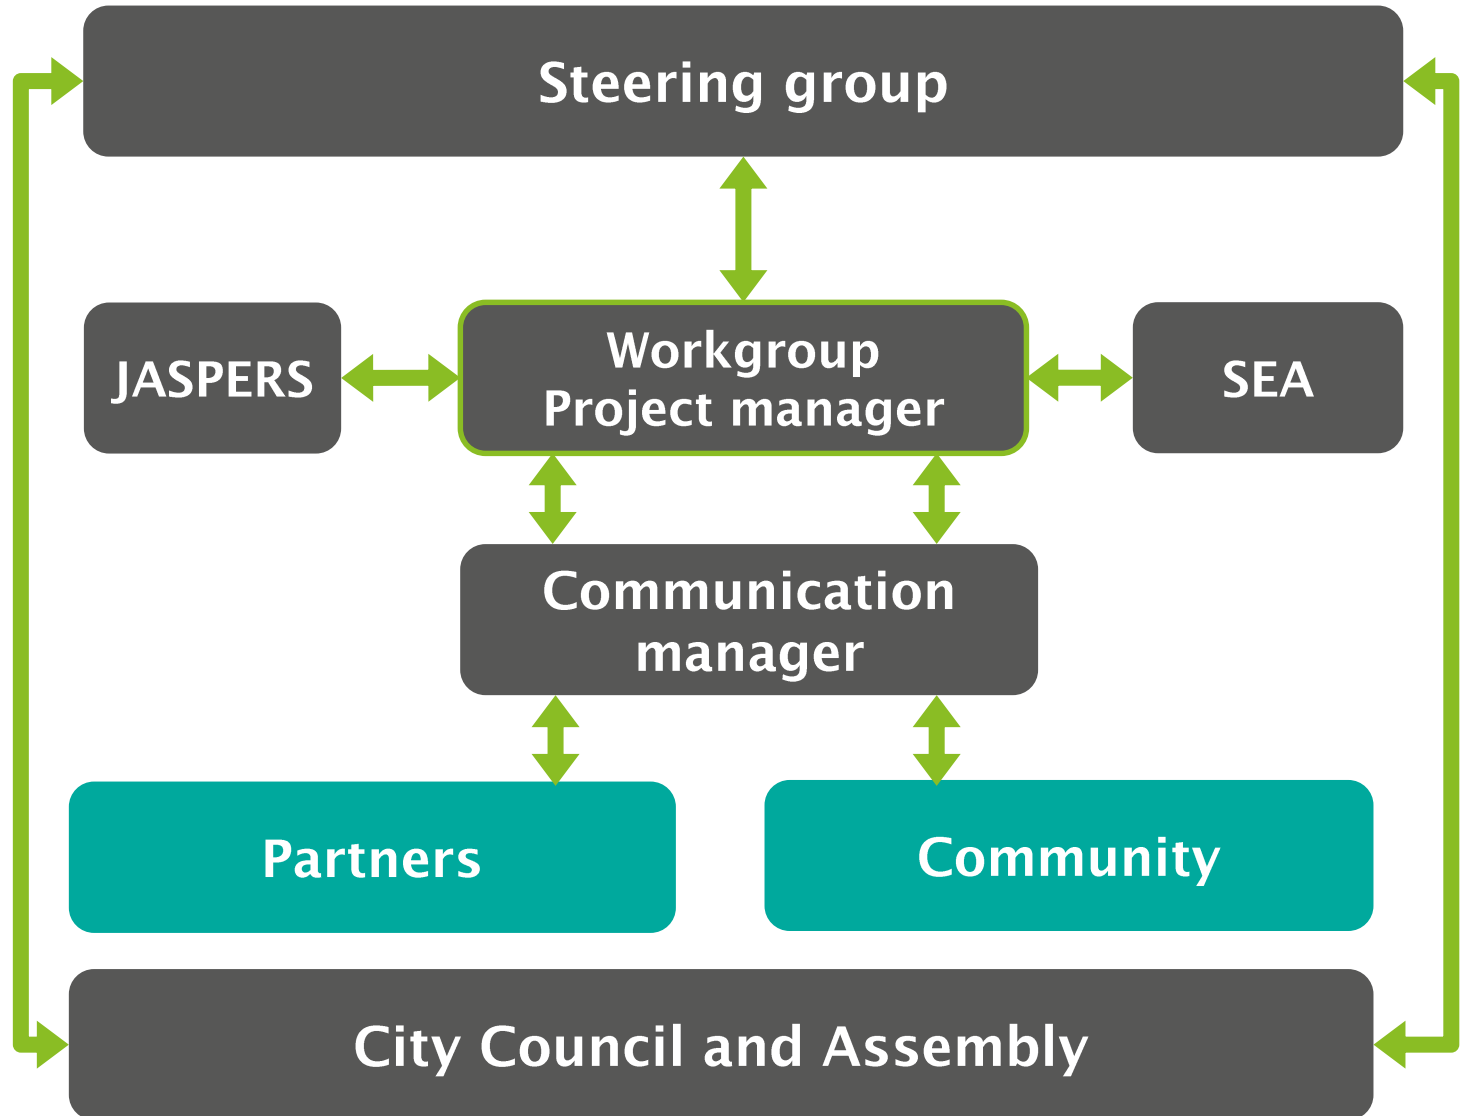 Steering group
JASPERS
Workgroup
Project manager
SEA
Communication
manager
Partners
Community
City Council and Assembly